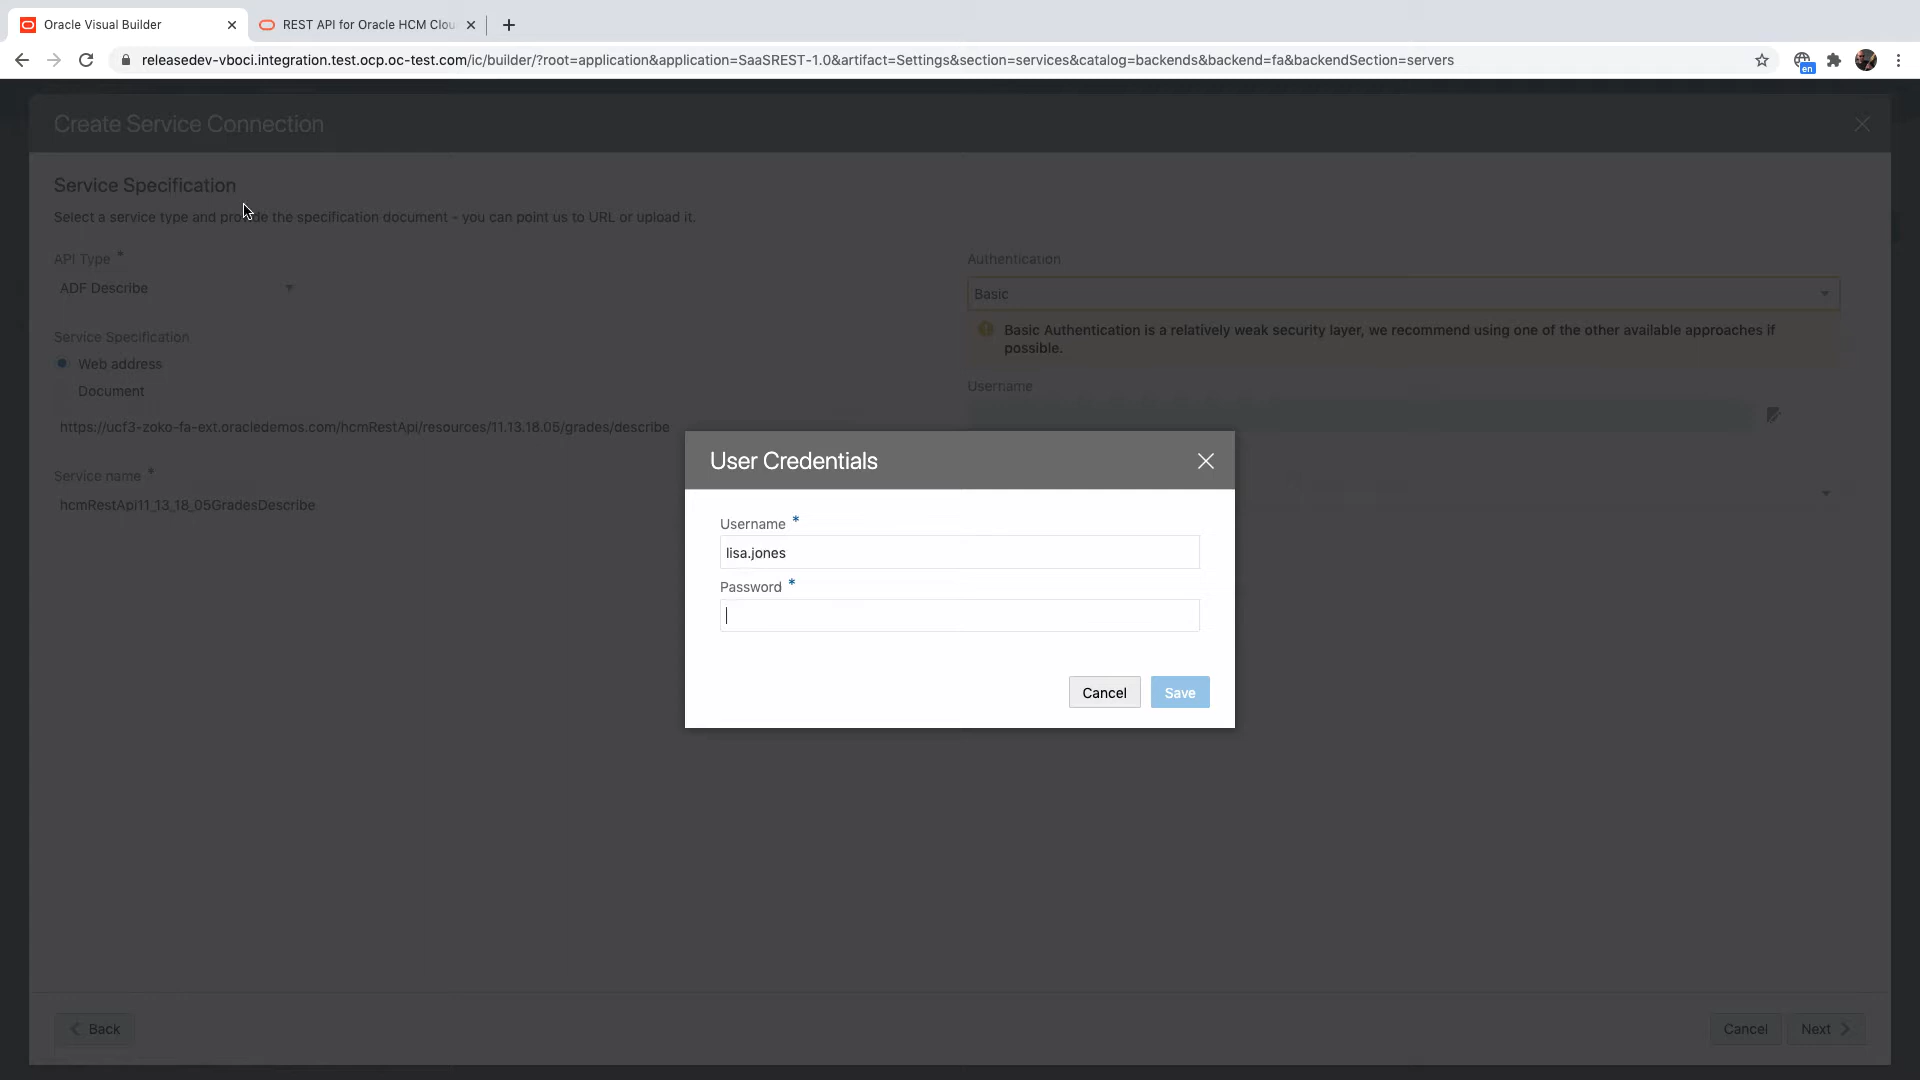 Oracle Visual Builder
REST API for Oracle HCM Clou
releasedev-vboci.integration.test.ocp.oc-test.com/ic/builder/?root=application&application=SaaSREST-1.0&artifact=Settings&section=services&catalog=backends&backend=fa&backendSection=servers
en
Create Service Connection
Service Specification
Select a service type and provide the specification document - you can point us to URL or upload it.
API Type *
ADF Describe
Service Specification
Web address
Document
https://ucf3-zoko-fa-ext.oracledemos.com/hcmRestApi/resources/11.13.18.05/grades/describe
Service name *
hcmRestApi11_13_18_05GradesDescribe
Authentication
Basic
Basic Authentication is a relatively weak security layer, we recommend using one of the other available approaches if
possible.
Username
User Credentials
Username *
lisa.jones
Password *
Cancel
Save
Back
Cancel
Next